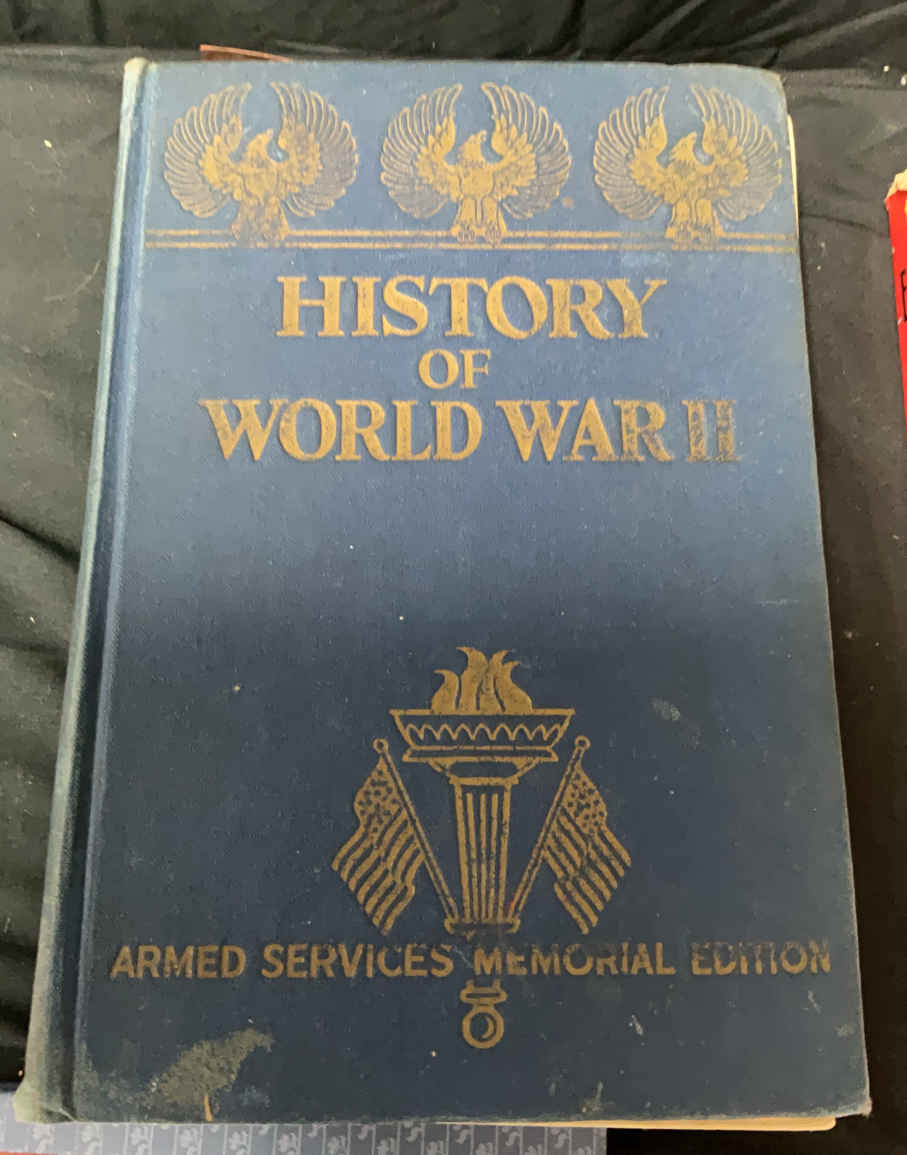 HISTORY
OF
WORLD WAR II
ARMED SERVICES MEMORIAL EDITION